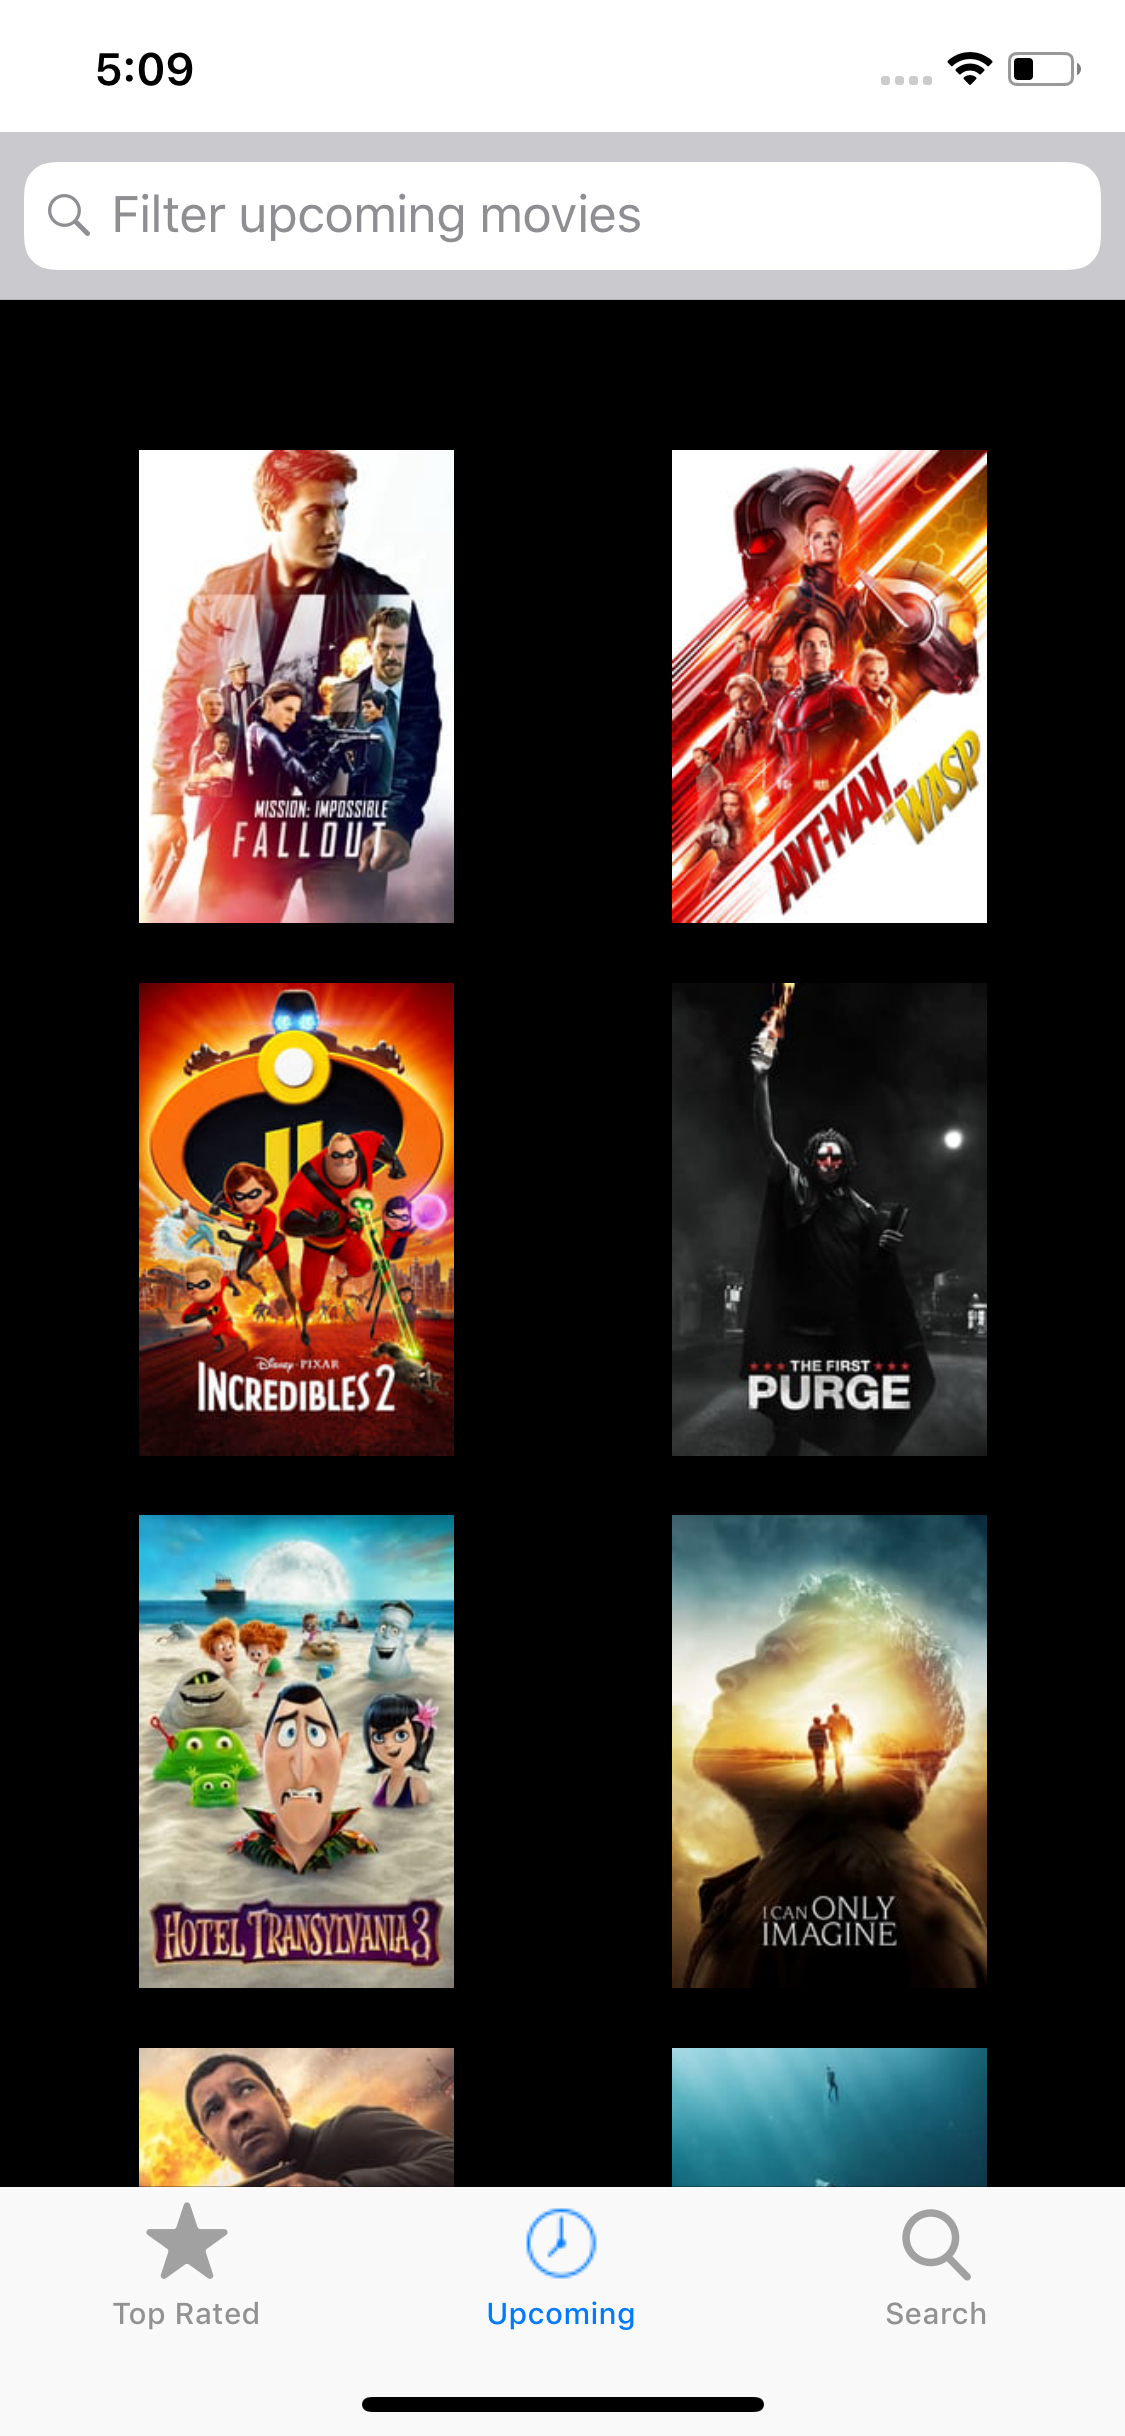 5:09
Filter upcoming movies
MISSION: IMPOSSIBLE
FALLOUT
ANT-MAN AND
THE WASP
Disney · PIXAR
INCREDIBLES 2
THE FIRST
PURGE
HOTEL TRANSYLVANIA 3
I CAN ONLY
IMAGINE
Top Rated
Upcoming
Search